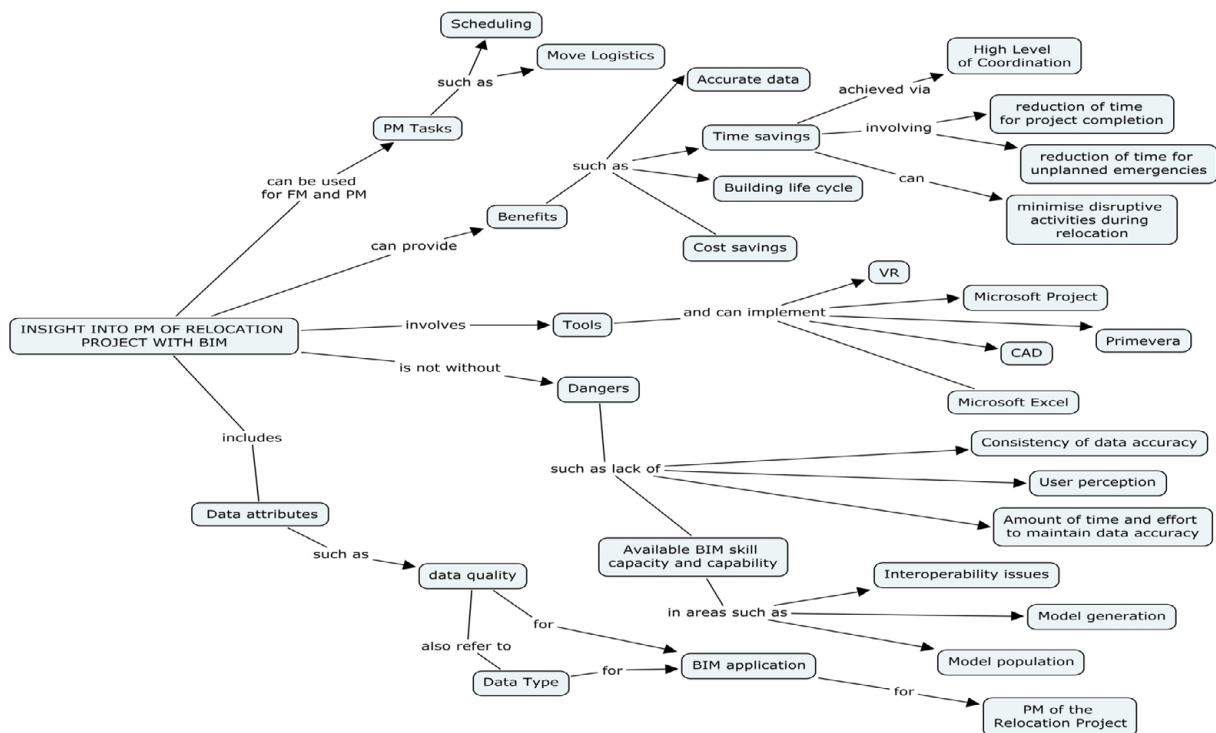 Scheduling
Move Logistics
such as
PM Tasks
can be used
for FM and PM
High Level
of Coordination
Accurate data
achieved via
reduction of time
for project completion
Time savings
involving
such as
reduction of time for
unplanned emergencies
can
Building life cycle
minimise disruptive
activities during
relocation
Benefits
can provide
Cost savings
VR
Microsoft Project
INSIGHT INTO PM OF RELOCATION
PROJECT WITH BIM
involves
Tools
and can implement
Primevera
CAD
is not without
Dangers
Microsoft Excel
includes
Consistency of data accuracy
such as lack of
User perception
Data attributes
Amount of time and effort
to maintain data accuracy
such as
Available BIM skill
capacity and capability
data quality
Interoperability issues
in areas such as
Model generation
for
also refer to
BIM application
Model population
Data Type
for
for
PM of the
Relocation Project